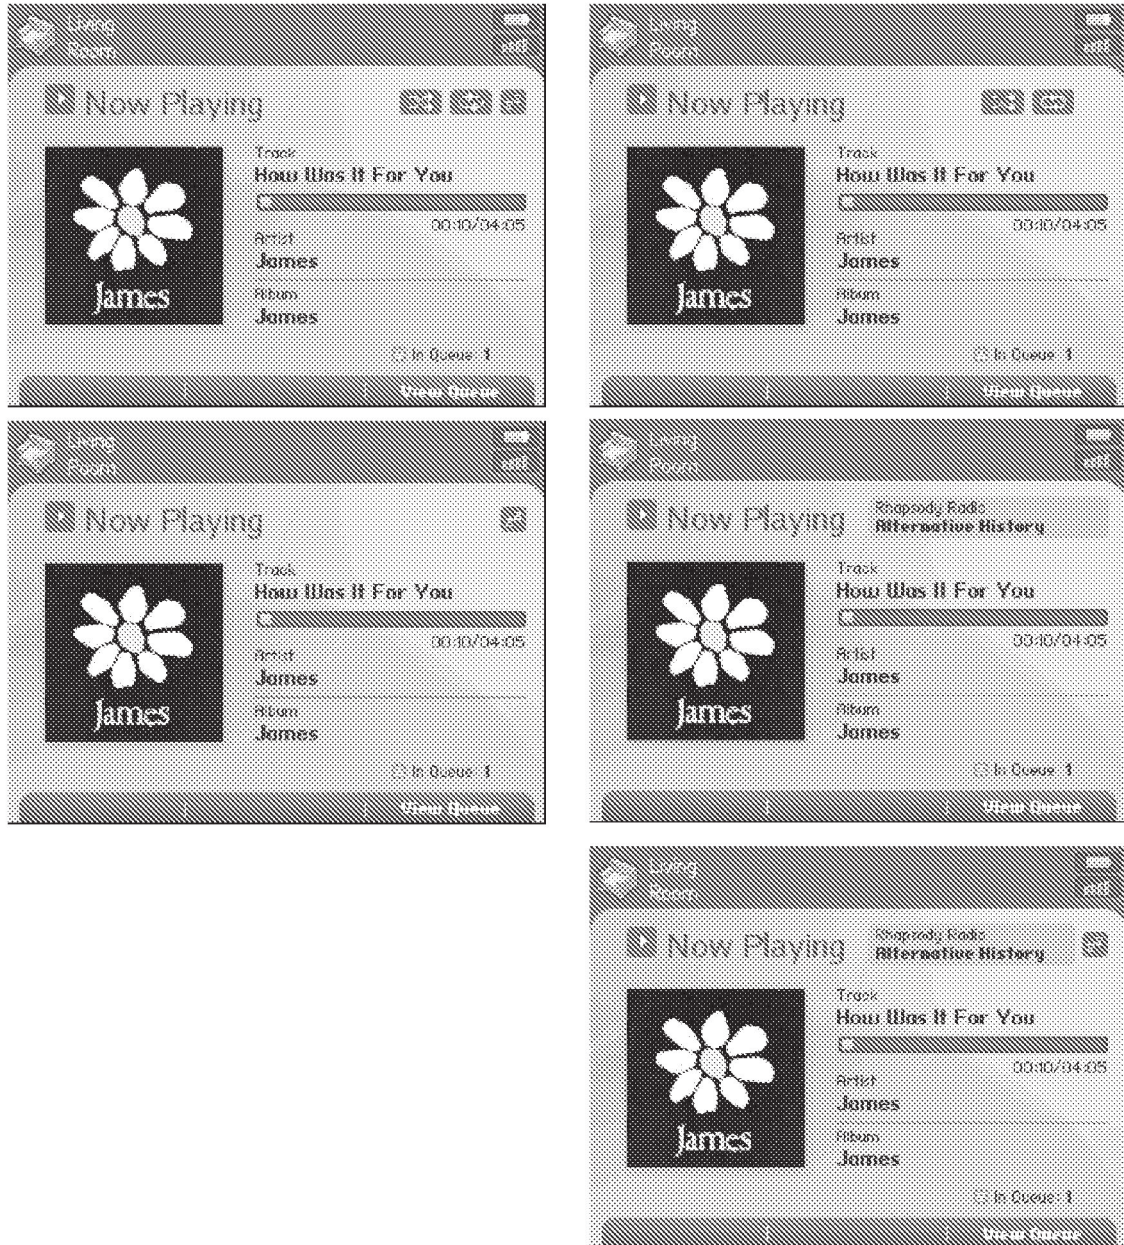 Living
Room
Now Playing
Track
How Was It For You
00:10/04:05
Artist
James
Album
James
James
In Queue: 1
View Queue
Living
Room
Now Playing
Track
How Was It For You
00:10/04:05
Artist
James
Album
James
James
In Queue: 1
View Queue
Living
Room
Now Playing
Track
How Was It For You
00:10/04:05
Artist
James
Album
James
James
In Queue: 1
View Queue
Living
Room
Now Playing
Rhapsody Radio
Alternative History
Track
How Was It For You
00:10/04:05
Artist
James
Album
James
James
In Queue: 1
View Queue
Living
Room
Now Playing
Rhapsody Radio
Alternative History
Track
How Was It For You
00:10/04:05
Artist
James
Album
James
James
In Queue: 1
View Queue